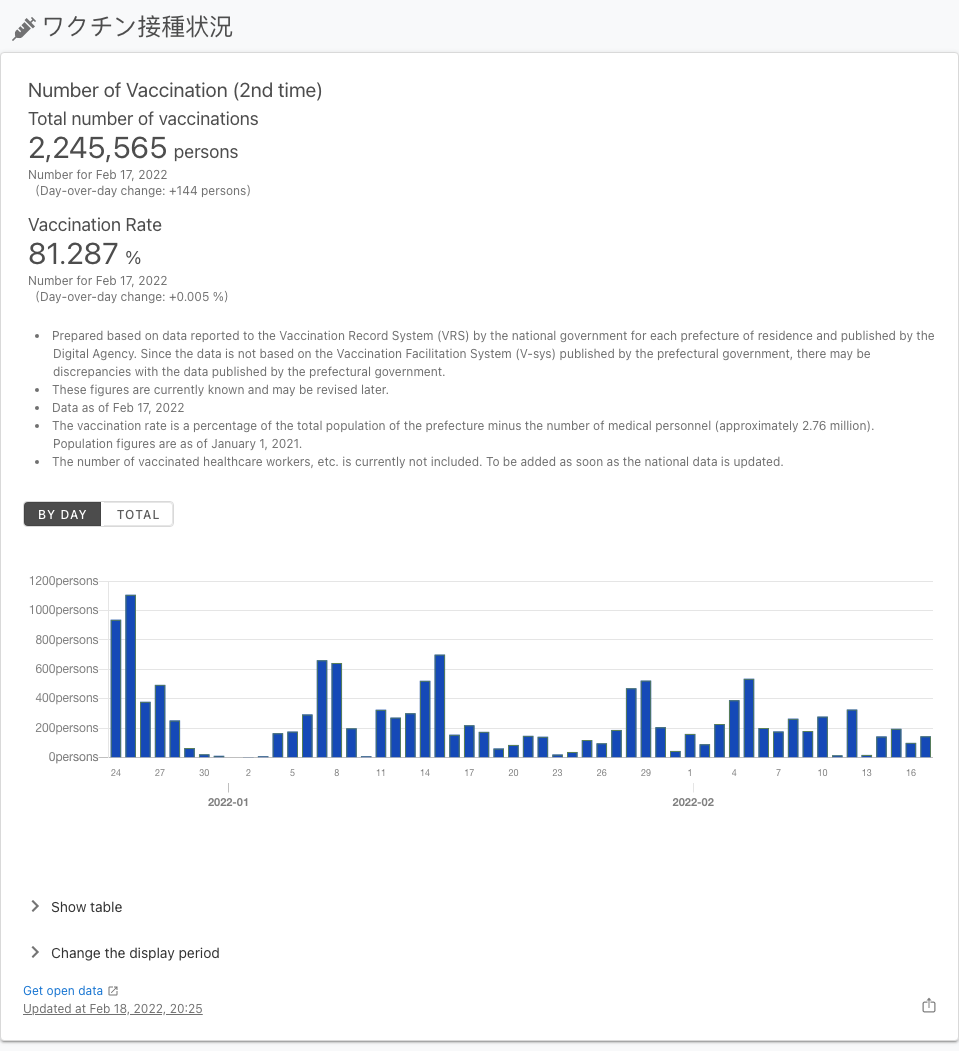 ワクチン接種状況
Number of Vaccination (2nd time)
Total number of vaccinations
2,245,565 persons
Number for Feb 17, 2022
(Day-over-day change: +144 persons)
Vaccination Rate
81.287 %
Number for Feb 17, 2022
(Day-over-day change: +0.005 %)
• Prepared based on data reported to the Vaccination Record System (VRS) by the national government for each prefecture of residence and published by the
Digital Agency. Since the data is not based on the Vaccination Facilitation System (V-sys) published by the prefectural government, there may be
discrepancies with the data published by the prefectural government.
• These figures are currently known and may be revised later.
• Data as of Feb 17, 2022
• The vaccination rate is a percentage of the total population of the prefecture minus the number of medical personnel (approximately 2.76 million).
Population figures are as of January 1, 2021.
• The number of vaccinated healthcare workers, etc. is currently not included. To be added as soon as the national data is updated.
BY DAY TOTAL
1200persons
1000persons
800persons
600persons
400persons
200persons
0persons
24 27 30 2 5 8 11 14 17 20 23 26 29 1 4 7 10 13 16
2022-01 2022-02
Show table
Change the display period
Get open data
Updated at Feb 18, 2022, 20:25